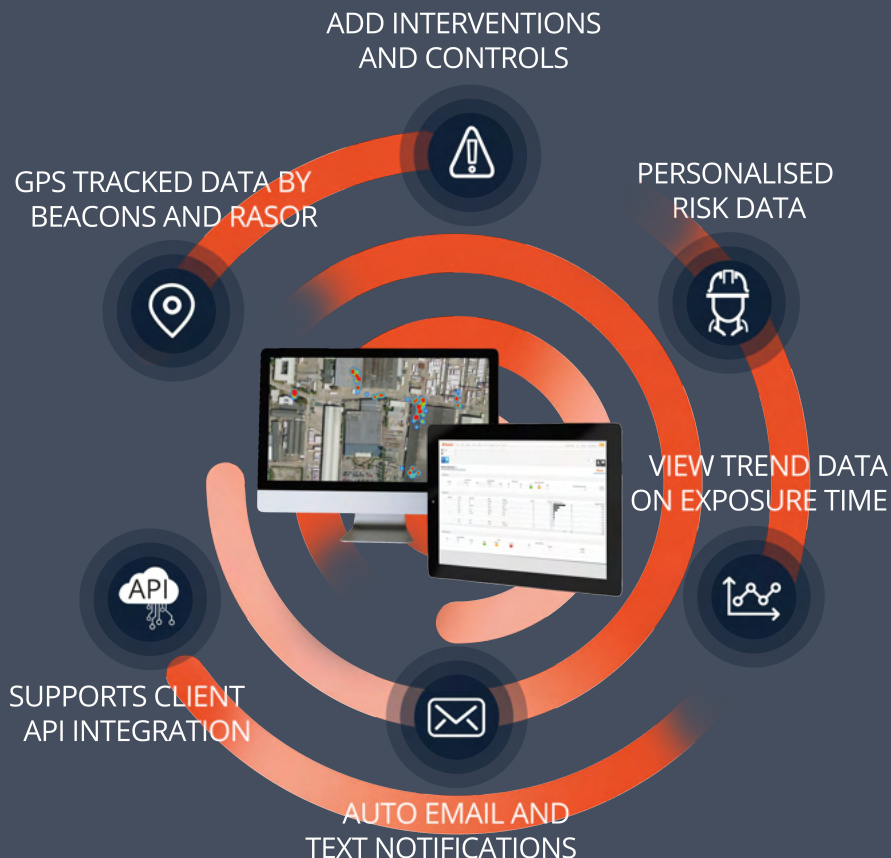 ADD INTERVENTIONS
AND CONTROLS
GPS TRACKED DATA BY
BEACONS AND RASOR
PERSONALISED
RISK DATA
VIEW TREND DATA
ON EXPOSURE TIME
API
SUPPORTS CLIENT
API INTEGRATION
AUTO EMAIL AND
TEXT NOTIFICATIONS